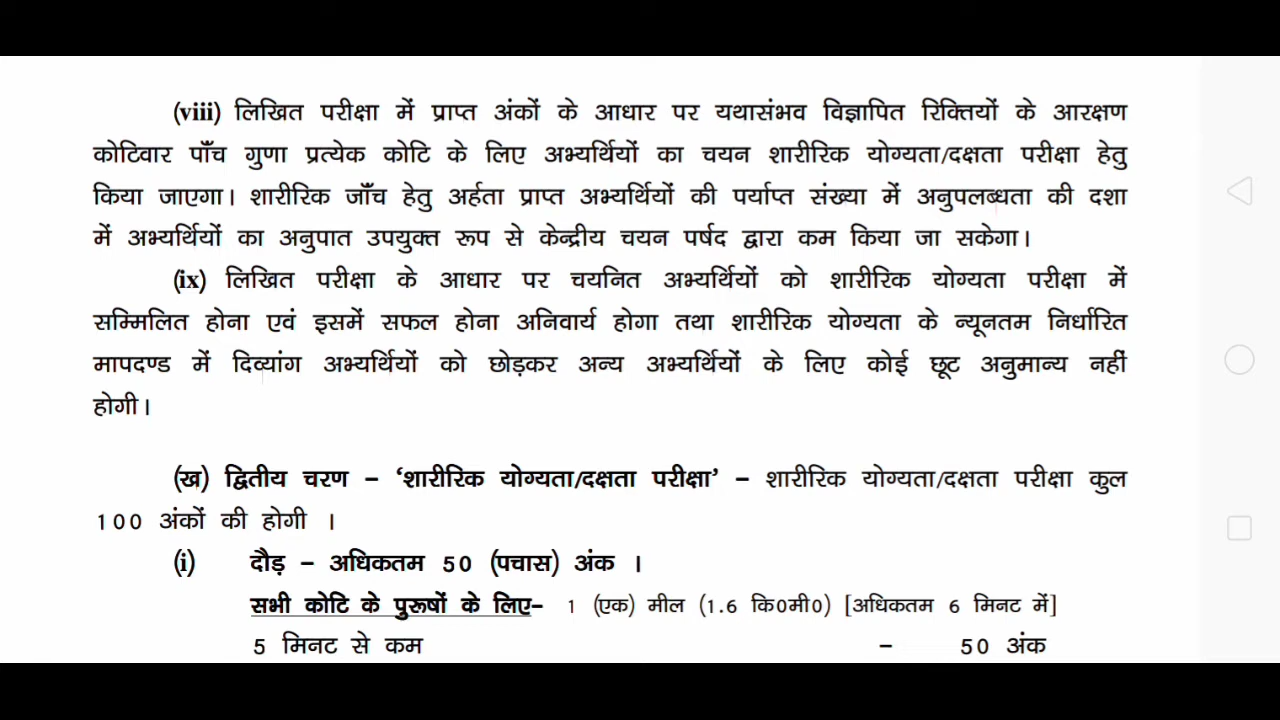 (viii) लिखित परीक्षा में प्राप्त अंकों के आधार पर यथासंभव विज्ञापित रिक्तियों के आरक्षण
कोटिवार पाँच गुणा प्रत्येक कोटि के लिए अभ्यर्थियों का चयन शारीरिक योग्यता/दक्षता परीक्षा हेतु
किया जाएगा। शारीरिक जाँच हेतु अर्हता प्राप्त अभ्यर्थियों की पर्याप्त संख्या में अनुपलब्धता की दशा
में अभ्यर्थियों का अनुपात उपयुक्त रूप से केन्द्रीय चयन पर्षद द्वारा कम किया जा सकेगा।
(ix) लिखित परीक्षा के आधार पर चयनित अभ्यर्थियों को शारीरिक योग्यता परीक्षा में
सम्मिलित होना एवं इसमें सफल होना अनिवार्य होगा तथा शारीरिक योग्यता के न्यूनतम निर्धारित
मापदण्ड में दिव्यांग अभ्यर्थियों को छोड़कर अन्य अभ्यर्थियों के लिए कोई छूट अनुमान्य नहीं
होगी।
(ख) द्वितीय चरण – 'शारीरिक योग्यता/दक्षता परीक्षा' – शारीरिक योग्यता/दक्षता परीक्षा कुल
100 अंकों की होगी ।
(i) दौड़ – अधिकतम 50 (पचास) अंक ।
सभी कोटि के पुरूषों के लिए– 1 (एक) मील (1.6 कि0मी0) [अधिकतम 6 मिनट में]
5 मिनट से कम – 50 अंक